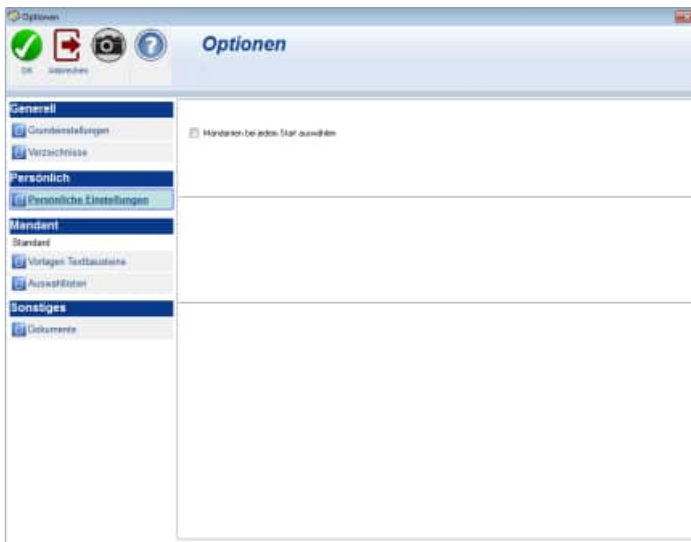 Optionen
OK Abbrechen
Optionen
Generell
Grundeinstellungen
Verzeichnisse
Persönlich
Persönliche Einstellungen
Mandant
Standard
Vorlagen Textbausteine
Auswahllisten
Sonstiges
Dokumente
Mandanten bei jedem Start auswählen